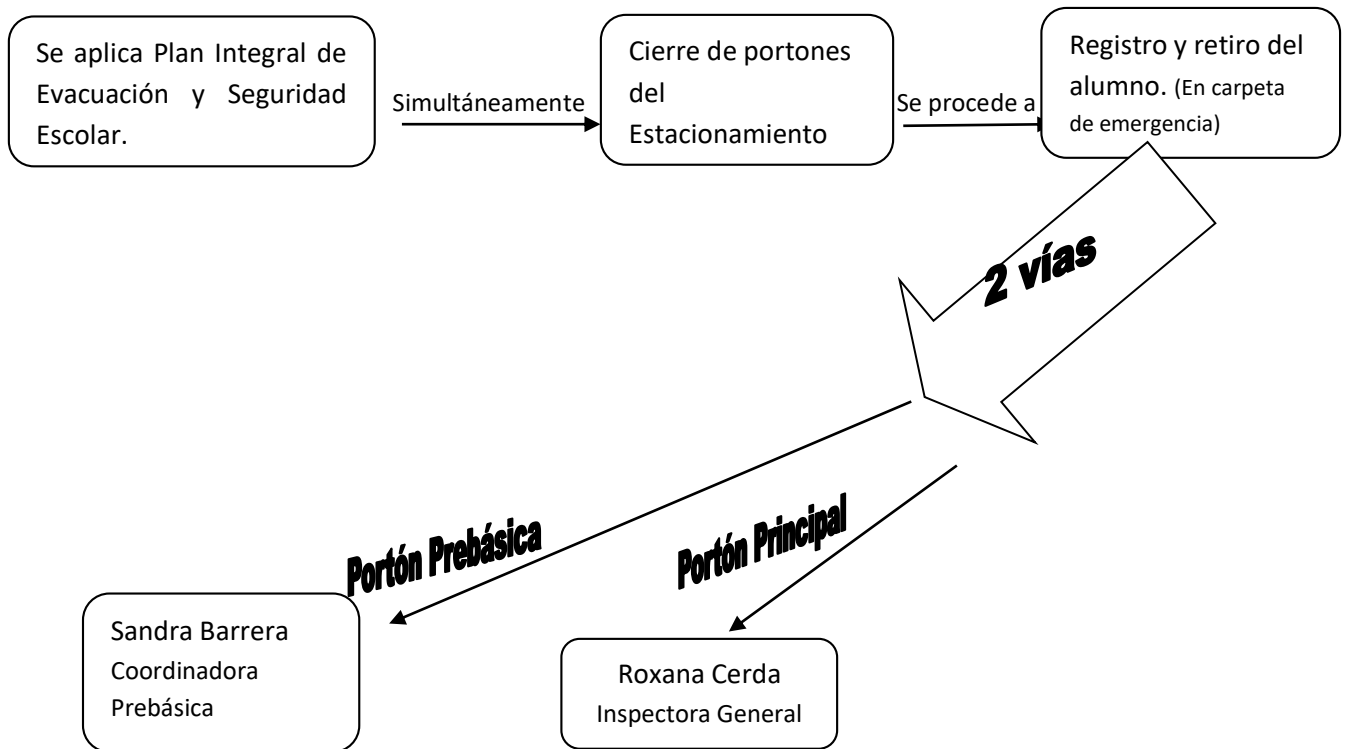 Se aplica Plan Integral de
Evacuación y Seguridad
Escolar.
Simultáneamente
Cierre de portones
del
Estacionamiento
Se procede a
Registro y retiro del
alumno. (En carpeta
de emergencia)
2 vías
Portón Prebásica
Portón Principal
Sandra Barrera
Coordinadora
Prebásica
Roxana Cerda
Inspectora General